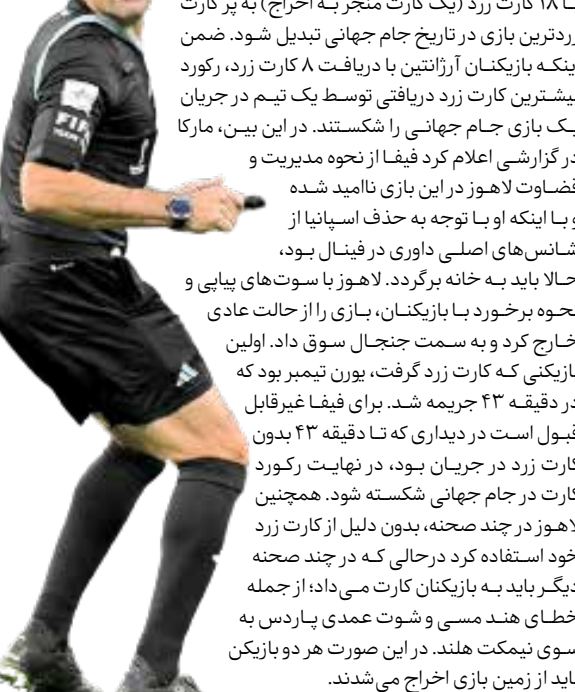 با ۱۸ کارت زرد (یک کارت منجر به اخراج) به پر کارت
زردترین بازی در تاریخ جام جهانی تبدیل شود. ضمن
اینکه بازیکنان آرژانتین با دریافت ۸ کارت زرد، رکورد
بیشترین کارت زرد دریافتی توسط یک تیم در جریان
یک بازی جام جهانی را شکستند. در این بین، مارکا
در گزارشی اعلام کرد فیفا از نحوه مدیریت و
قضاوت لاهوز در این بازی ناامید شده
و با اینکه او با توجه به حذف اسپانیا از
شانس‌های اصلی داوری در فینال بود،
حالا باید به خانه برگردد. لاهوز با سوت‌های پیاپی و
نحوه برخورد با بازیکنان، بازی را از حالت عادی
خارج کرد و به سمت جنجال سوق داد. اولین
بازیکنی که کارت زرد گرفت، یورن تیمبر بود که
در دقیقه ۴۳ جریمه شد. برای فیفا غیرقابل
قبول است در دیداری که تا دقیقه ۴۳ بدون
کارت زرد در جریان بود، در نهایت رکورد
کارت در جام جهانی شکسته شود. همچنین
لاهوز در چند صحنه، بدون دلیل از کارت زرد
خود استفاده کرد درحالی که در چند صحنه
دیگر باید به بازیکنان کارت می‌داد؛ از جمله
خطای هند مسی و شوت عمدی پاردس به
سوی نیمکت هلند. در این صورت هر دو بازیکن
باید از زمین بازی اخراج می‌شدند.